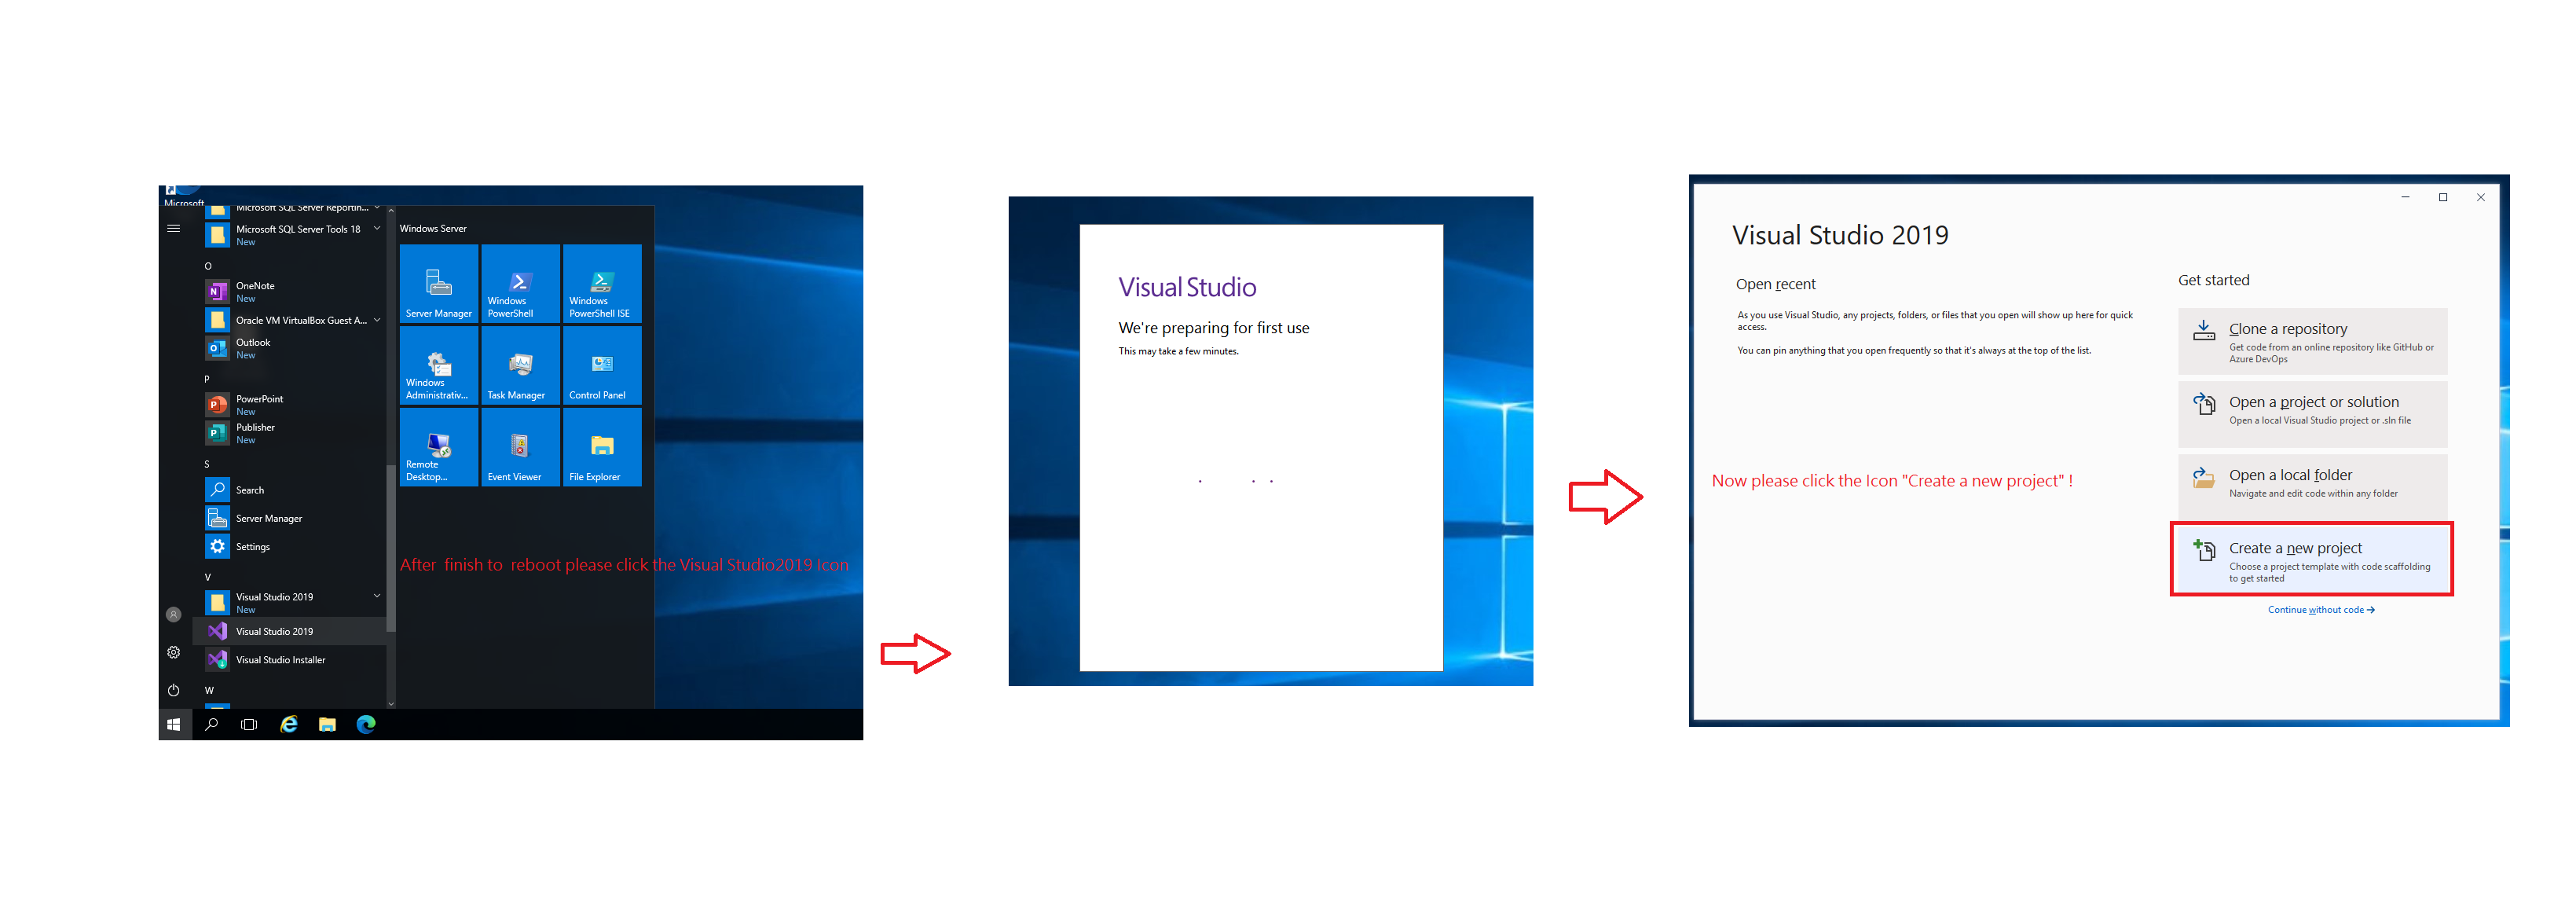 Microsoft
Microsoft SQL Server Reportin...
Microsoft SQL Server Tools 18
New
O
OneNote
New
Oracle VM VirtualBox Guest A...
Outlook
New
P
PowerPoint
New
Publisher
New
S
Search
Server Manager
Settings
V
Visual Studio 2019
New
Visual Studio 2019
Visual Studio Installer
W
Windows Server
Server Manager
Windows
PowerShell
Windows
PowerShell ISE
Windows
Administrativ...
Task Manager
Control Panel
Remote
Desktop...
Event Viewer
File Explorer
After finish to reboot please click the Visual Studio2019 Icon
Visual Studio
We're preparing for first use
This may take a few minutes.
Visual Studio 2019
Open recent
As you use Visual Studio, any projects, folders, or files that you open will show up here for quick
access.
You can pin anything that you open frequently so that it's always at the top of the list.
Now please click the Icon "Create a new project" !
Get started
Clone a repository
Get code from an online repository like GitHub or
Azure DevOps
Open a project or solution
Open a local Visual Studio project or .sln file
Open a local folder
Navigate and edit code within any folder
Create a new project
Choose a project template with code scaffolding
to get started
Continue without code →